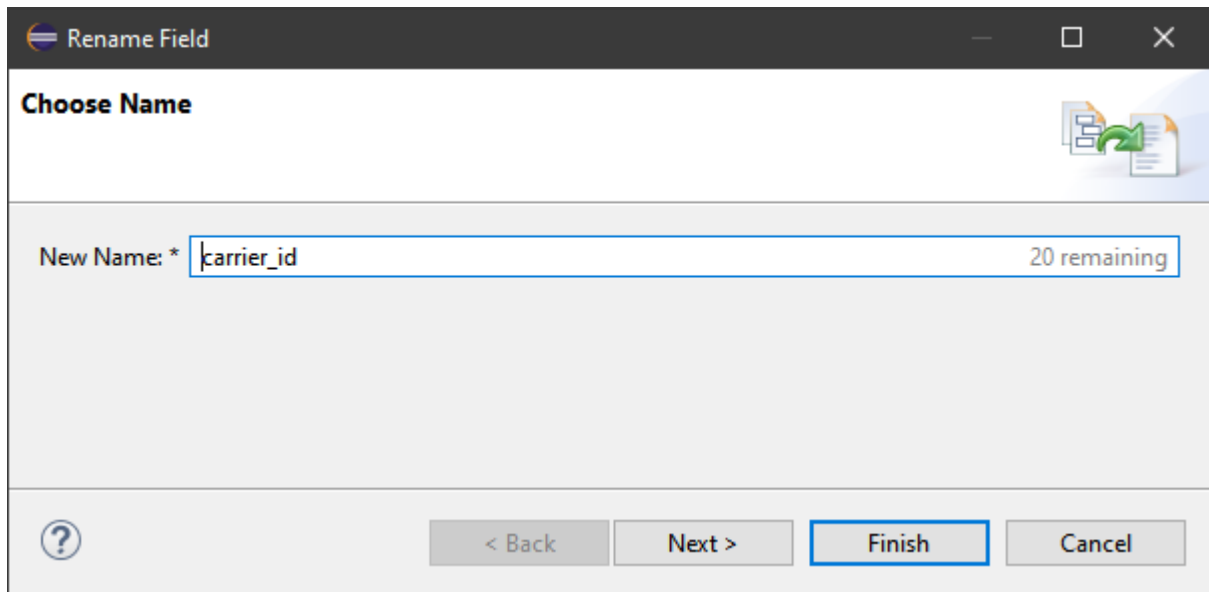 Rename Field
Choose Name
New Name: * carrier_id 20 remaining
< Back Next > Finish Cancel